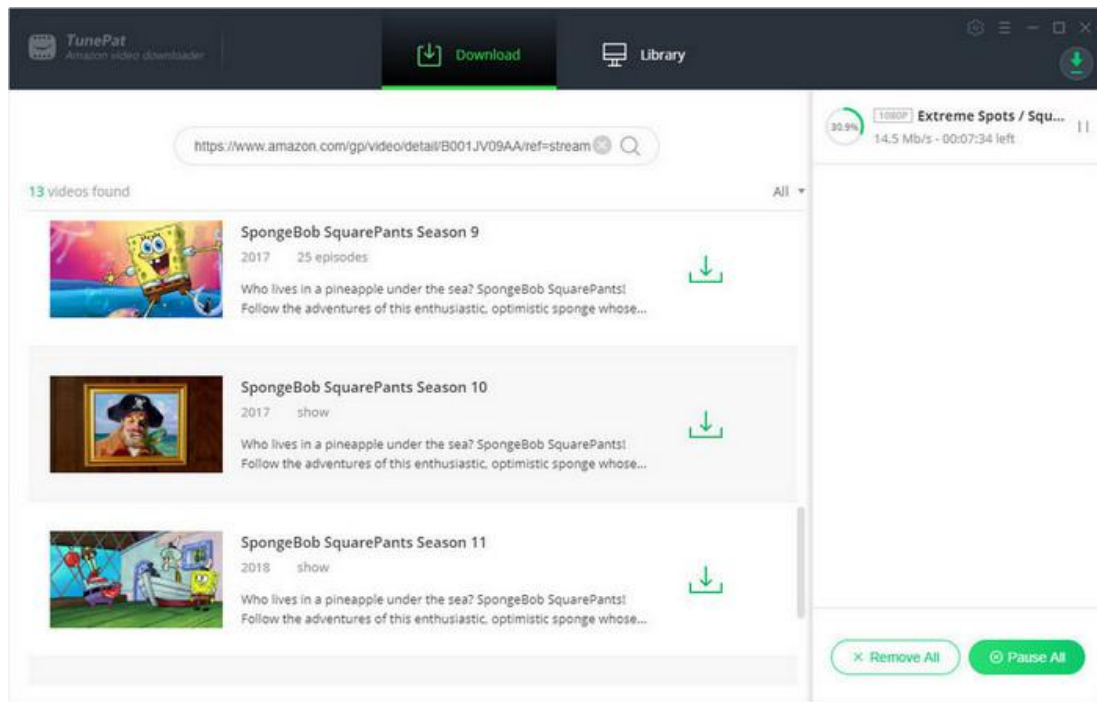 TunePat
Amazon video downloader
Download
Library
https://www.amazon.com/gp/video/detail/B001JV09AA/ref=stream
13 videos found
All
SpongeBob SquarePants Season 9
2017 25 episodes
Who lives in a pineapple under the sea? SpongeBob SquarePants!
Follow the adventures of this enthusiastic, optimistic sponge whose...
SpongeBob SquarePants Season 10
2017 show
Who lives in a pineapple under the sea? SpongeBob SquarePants!
Follow the adventures of this enthusiastic, optimistic sponge whose...
SpongeBob SquarePants Season 11
2018 show
Who lives in a pineapple under the sea? SpongeBob SquarePants!
Follow the adventures of this enthusiastic, optimistic sponge whose...
30.9%
1080P Extreme Spots / Squ...
14.5 Mb/s - 00:07:34 left
Remove All
Pause All